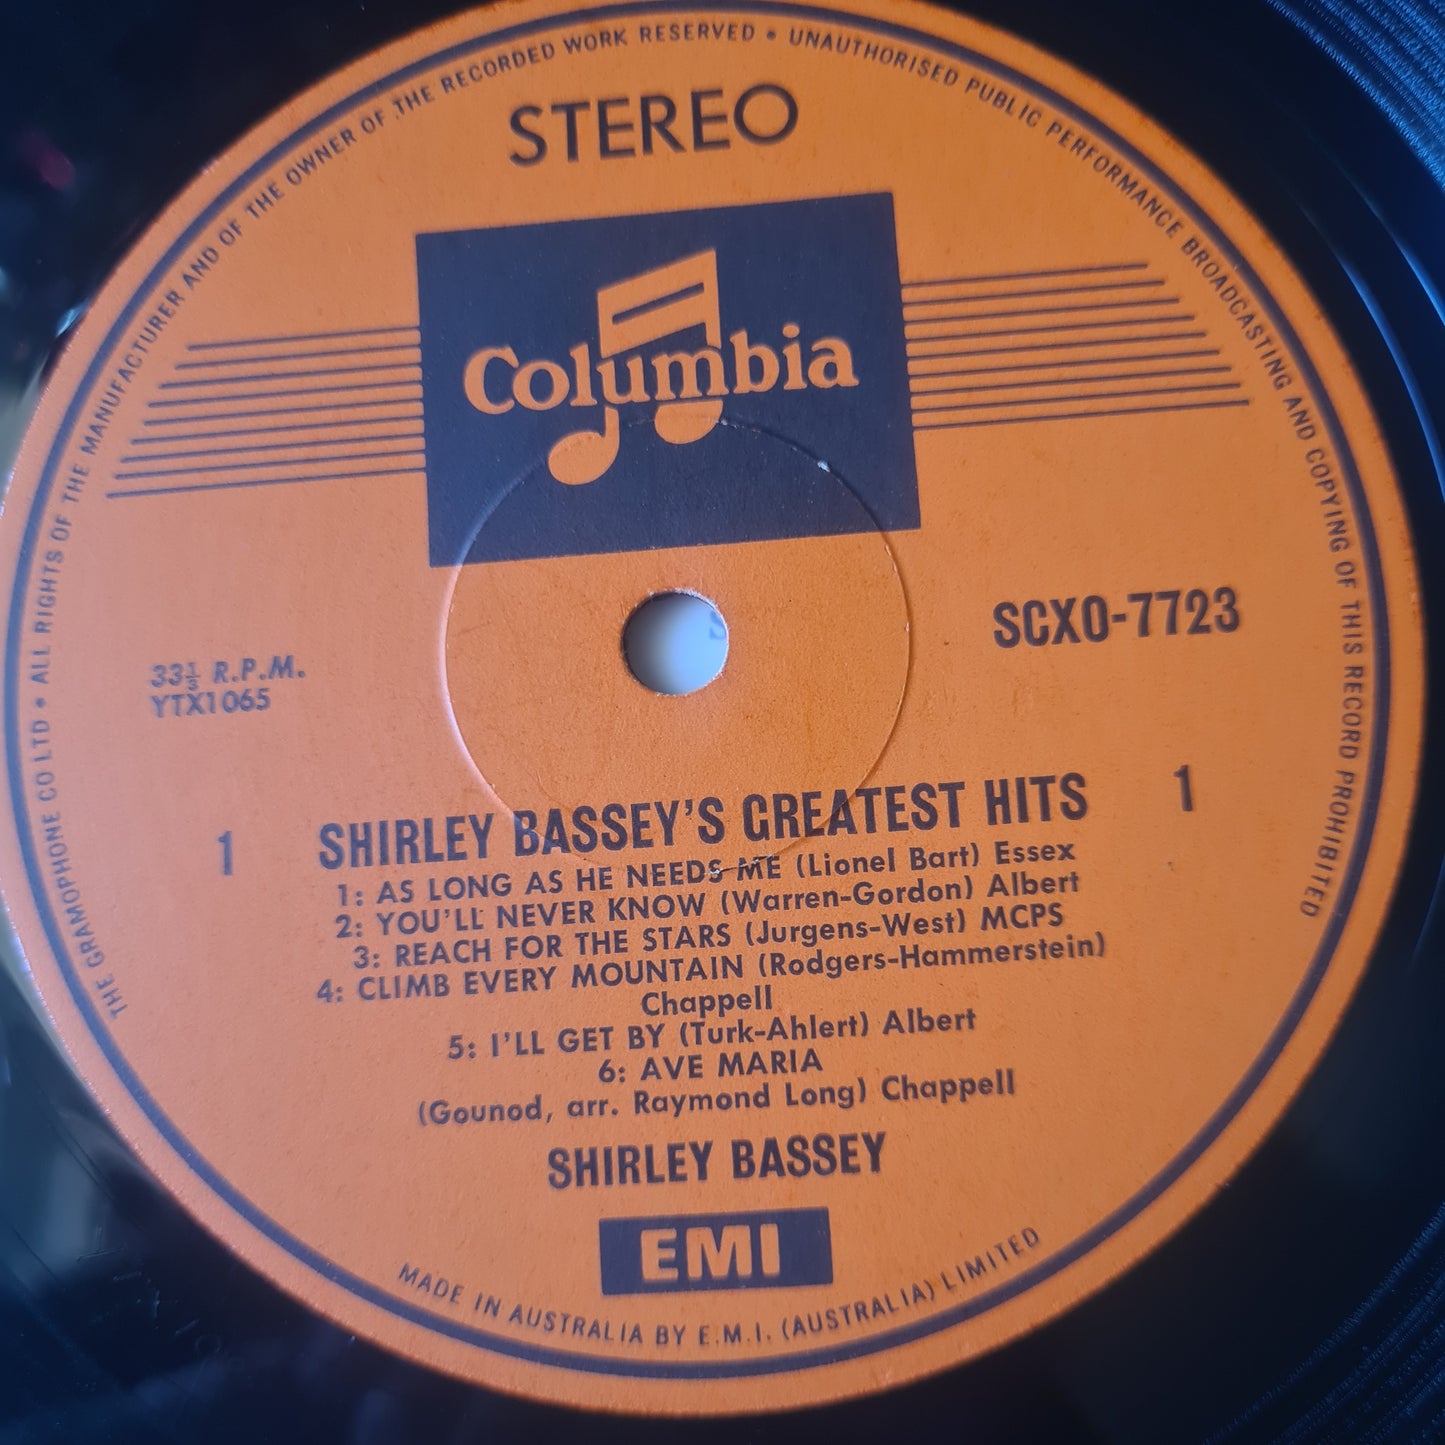 THE GRAMOPHONE CO LTD • ALL RIGHTS OF THE MANUFACTURER AND OF THE OWNER OF THE RECORDED WORK RESERVED • UNAUTHORISED PUBLIC PERFORMANCE BROADCASTING AND COPYING OF THIS RECORD PROHIBITED
STEREO
Columbia
SCXO-7723
33⅓ R.P.M.
YTX1065
1 SHIRLEY BASSEY'S GREATEST HITS 1
1: AS LONG AS HE NEEDS ME (Lionel Bart) Essex
2: YOU'LL NEVER KNOW (Warren-Gordon) Albert
3: REACH FOR THE STARS (Jurgens-West) MCPS
4: CLIMB EVERY MOUNTAIN (Rodgers-Hammerstein)
Chappell
5: I'LL GET BY (Turk-Ahlert) Albert
6: AVE MARIA
(Gounod, arr. Raymond Long) Chappell
SHIRLEY BASSEY
EMI
MADE IN AUSTRALIA BY E.M.I. (AUSTRALIA) LIMITED